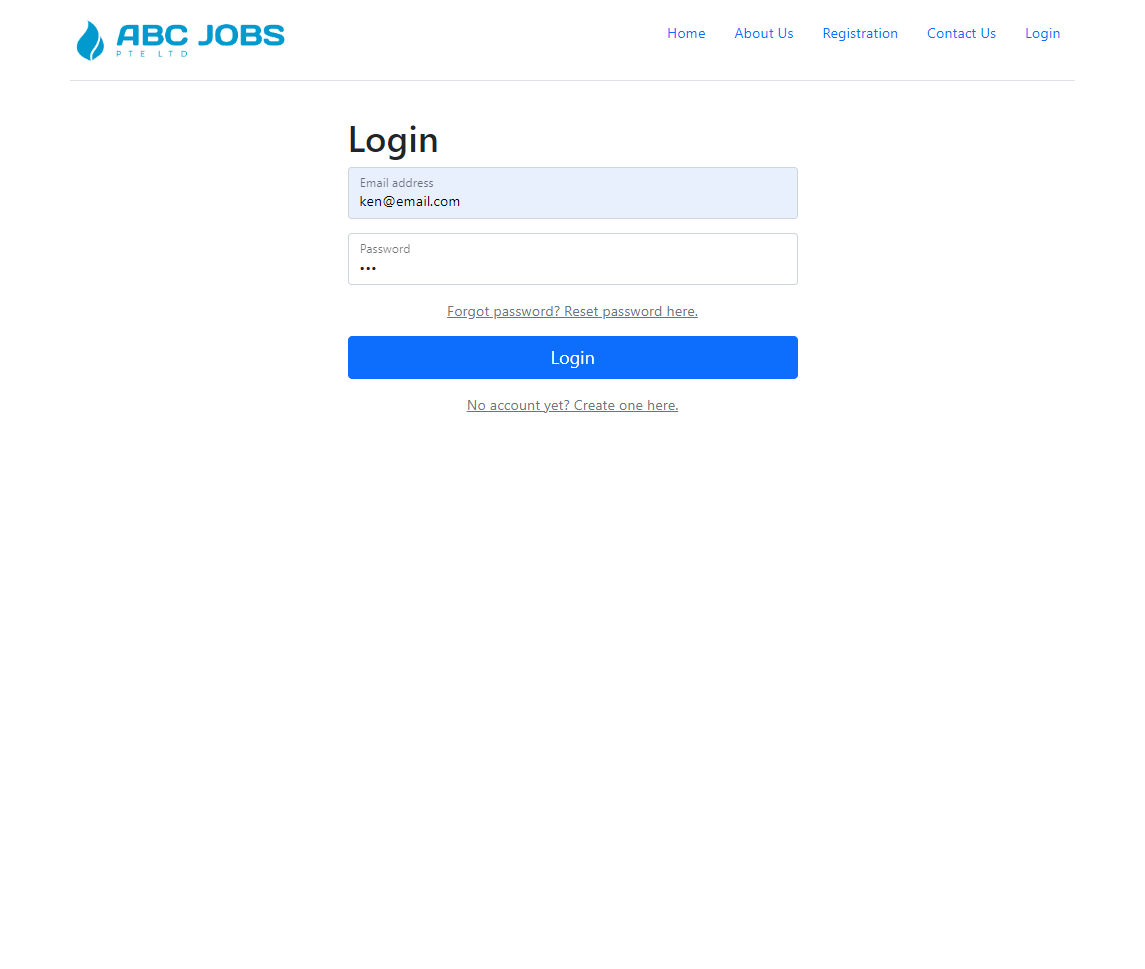 ABC JOBS
PTE LTD
Home About Us Registration Contact Us Login
Login
Email address
ken@email.com
Password
•••
Forgot password? Reset password here.
Login
No account yet? Create one here.